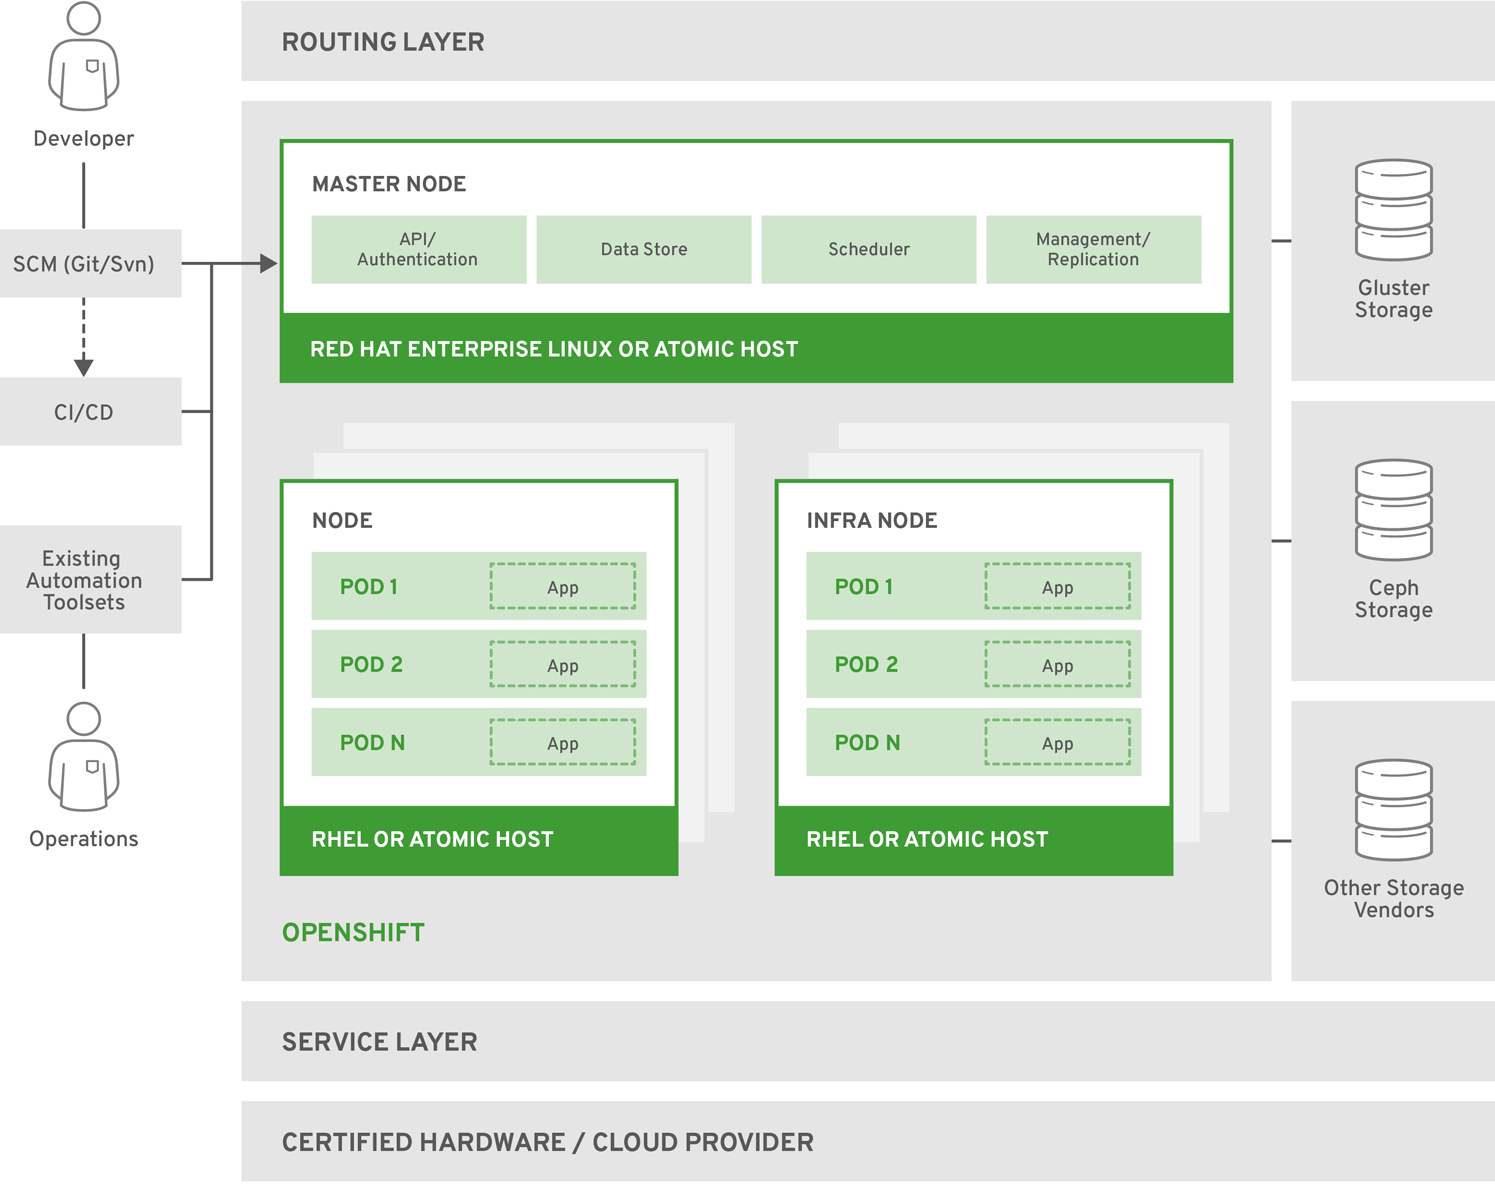 ROUTING LAYER
Developer
SCM (Git/Svn)
CI/CD
Existing
Automation
Toolsets
Operations
MASTER NODE
API/
Authentication
Data Store
Scheduler
Management/
Replication
RED HAT ENTERPRISE LINUX OR ATOMIC HOST
NODE
POD 1
App
POD 2
App
POD N
App
RHEL OR ATOMIC HOST
INFRA NODE
POD 1
App
POD 2
App
POD N
App
RHEL OR ATOMIC HOST
OPENSHIFT
Gluster
Storage
Ceph
Storage
Other Storage
Vendors
SERVICE LAYER
CERTIFIED HARDWARE / CLOUD PROVIDER